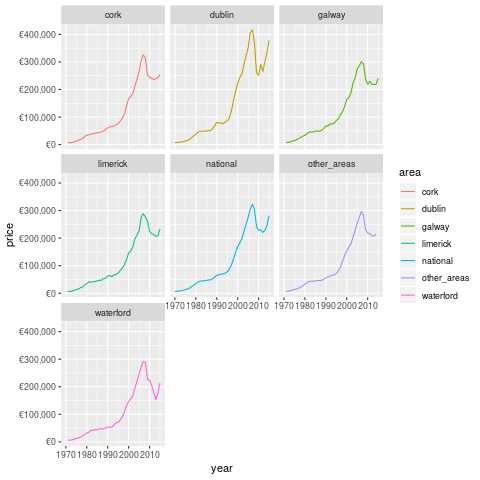 cork dublin galway
€400,000
€300,000
€200,000
€100,000
€0
limerick national other_areas
€400,000
€300,000
€200,000
€100,000
€0
1970 1980 1990 2000 2010 1970 1980 1990 2000 2010
waterford
€400,000
€300,000
€200,000
€100,000
€0
1970 1980 1990 2000 2010
year
price
area
cork
dublin
galway
limerick
national
other_areas
waterford